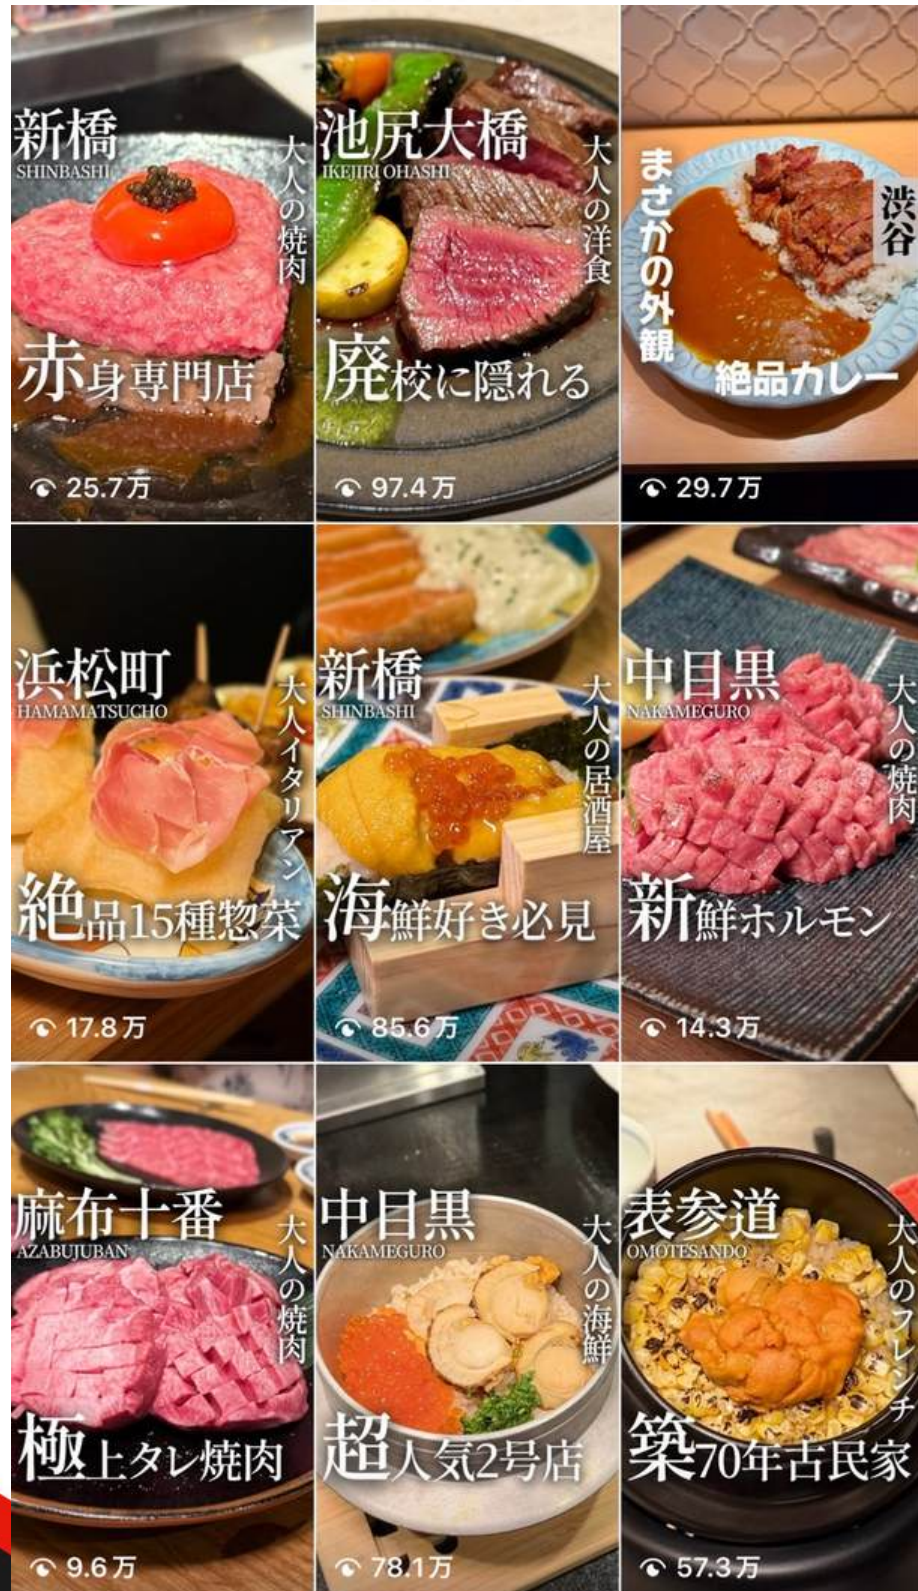 新橋
SHINBASHI
大人の焼肉
赤身専門店
25.7万
池尻大橋
IKEJIRI OHASHI
大人の洋食
廃校に隠れる
97.4万
まさかの外観
渋谷
絶品カレー
29.7万
浜松町
HAMAMATSUCHO
大人イタリアン
絶品15種惣菜
17.8万
新橋
SHINBASHI
大人の居酒屋
海鮮好き必見
85.6万
中目黒
NAKAMEGURO
大人の焼肉
新鮮ホルモン
14.3万
麻布十番
AZABUJUBAN
大人の焼肉
極上タレ焼肉
9.6万
中目黒
NAKAMEGURO
大人の海鮮
超人気2号店
78.1万
表参道
OMOTESANDO
大人のフレンチ
築70年古民家
57.3万